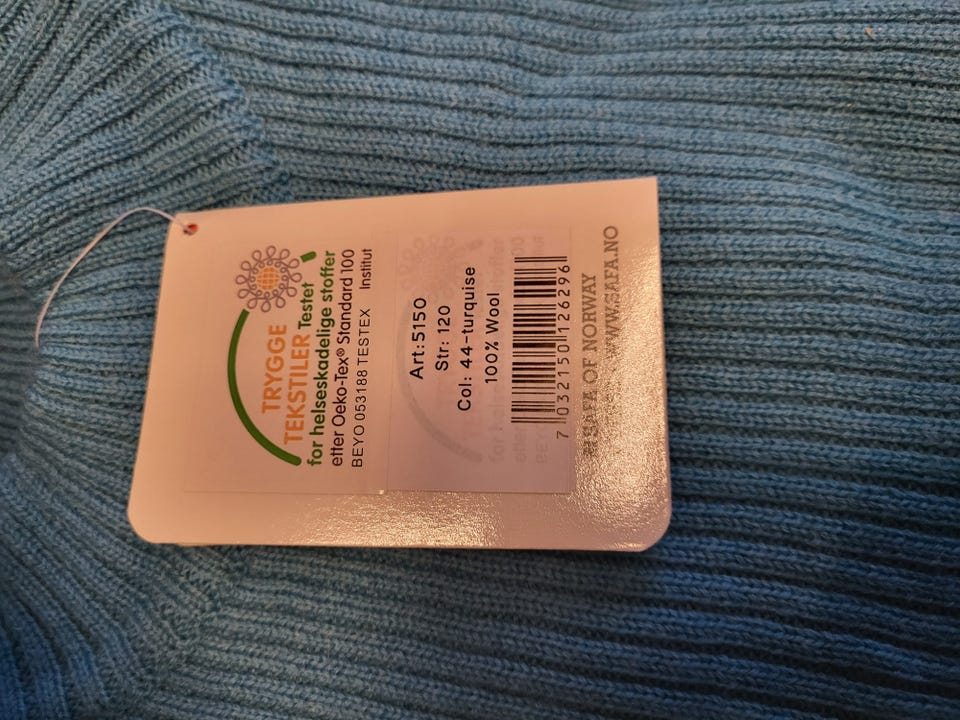 TRYGGE
TEKSTILER Testet
for helseskadelige stoffer
etter Oeko-Tex® Standard 100
BEYO 053188 TESTEX Institut
Art:5150
Str: 120
Col: 44-turquise
100% Wool
7 032150 126296
SAFA OF NORWAY
WWW.SAFA.NO